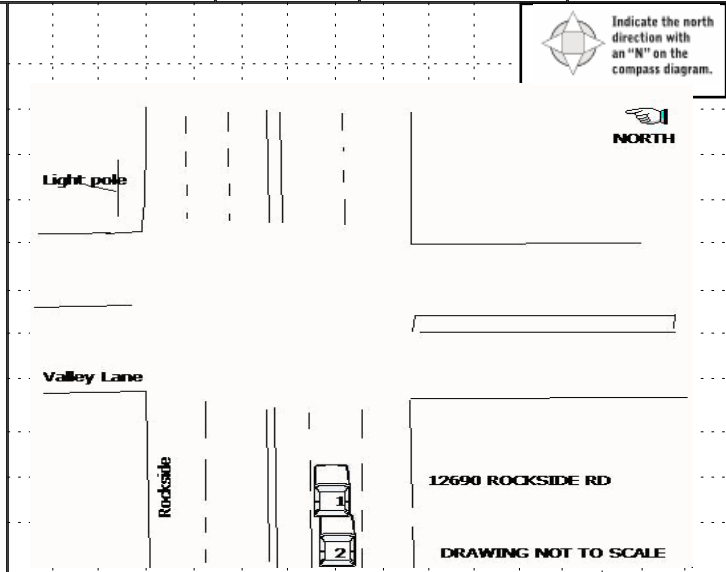 Indicate the north
direction with
an “N” on the
compass diagram.
NORTH
Light pole
Valley Lane
Rockside
12690 ROCKSIDE RD
1
2
DRAWING NOT TO SCALE